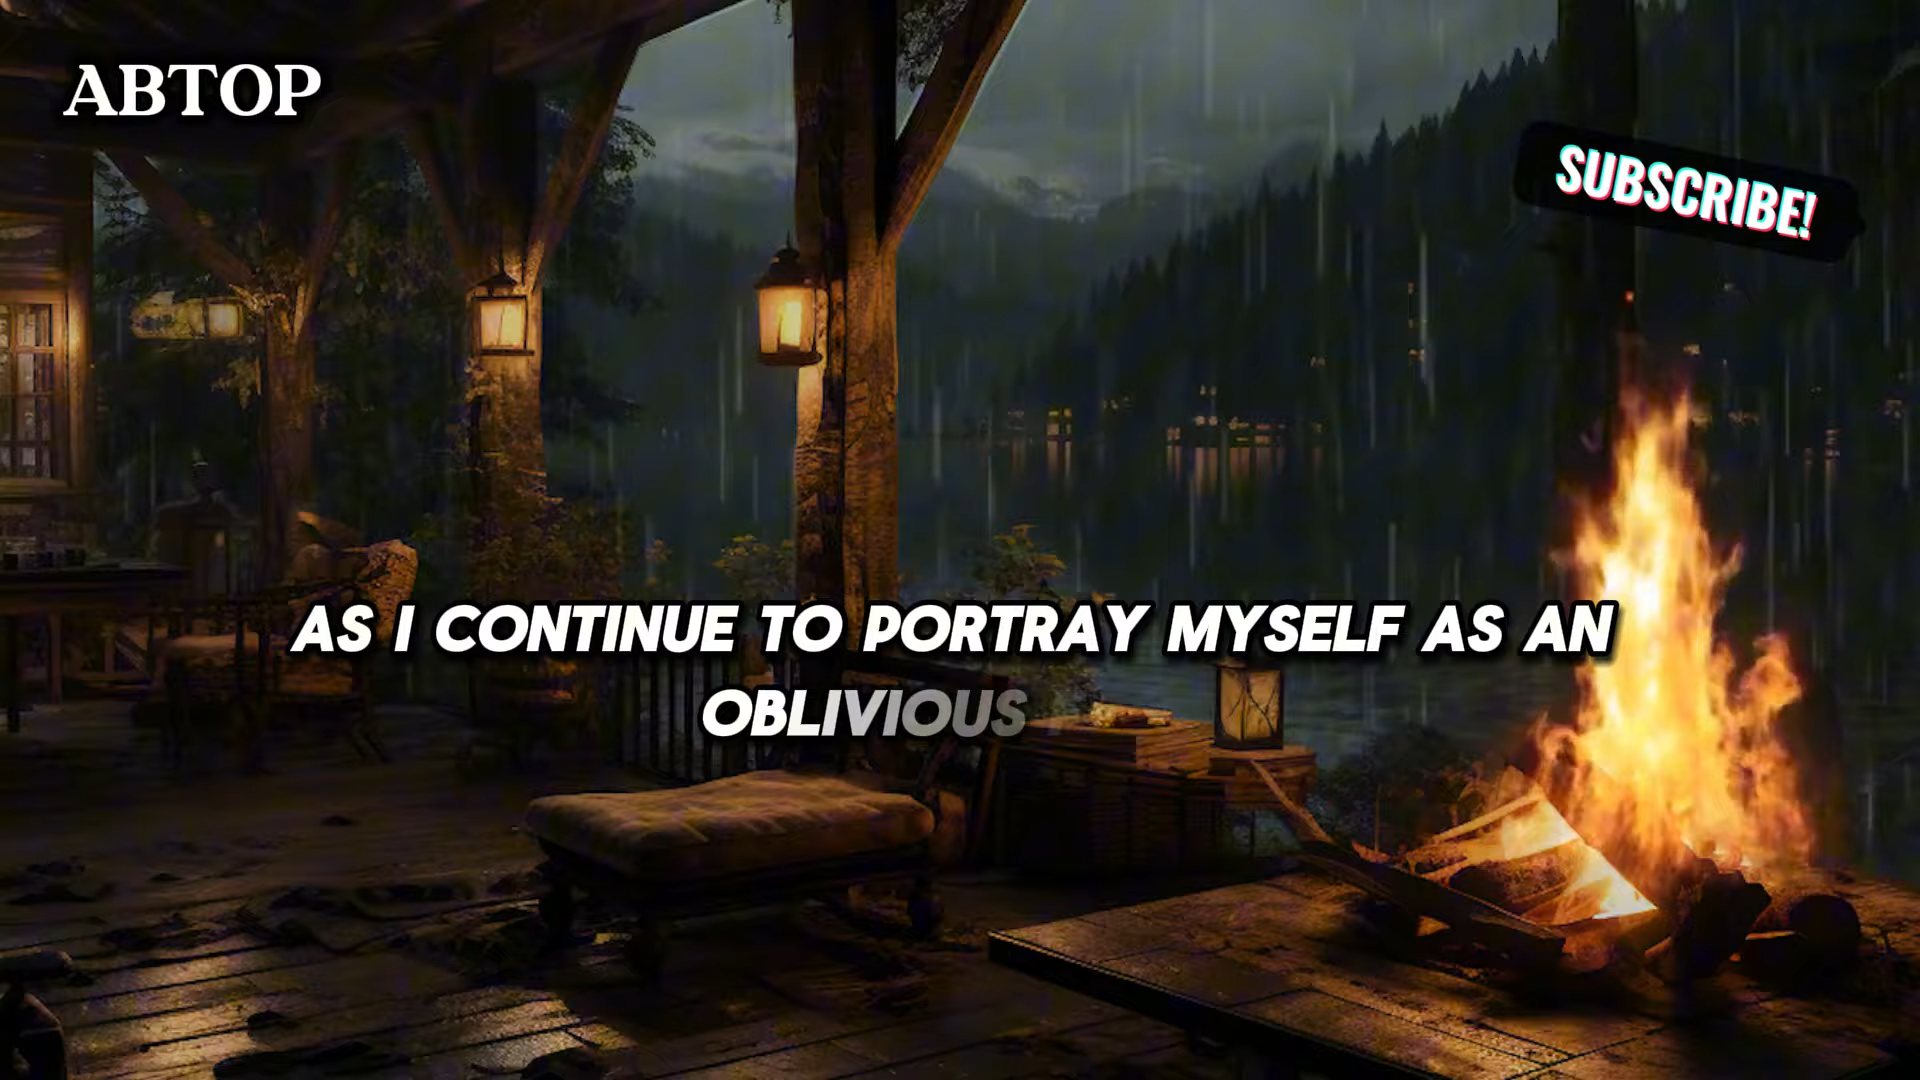 ABTOP
SUBSCRIBE!
AS I CONTINUE TO PORTRAY MYSELF AS AN
OBLIVIOUS